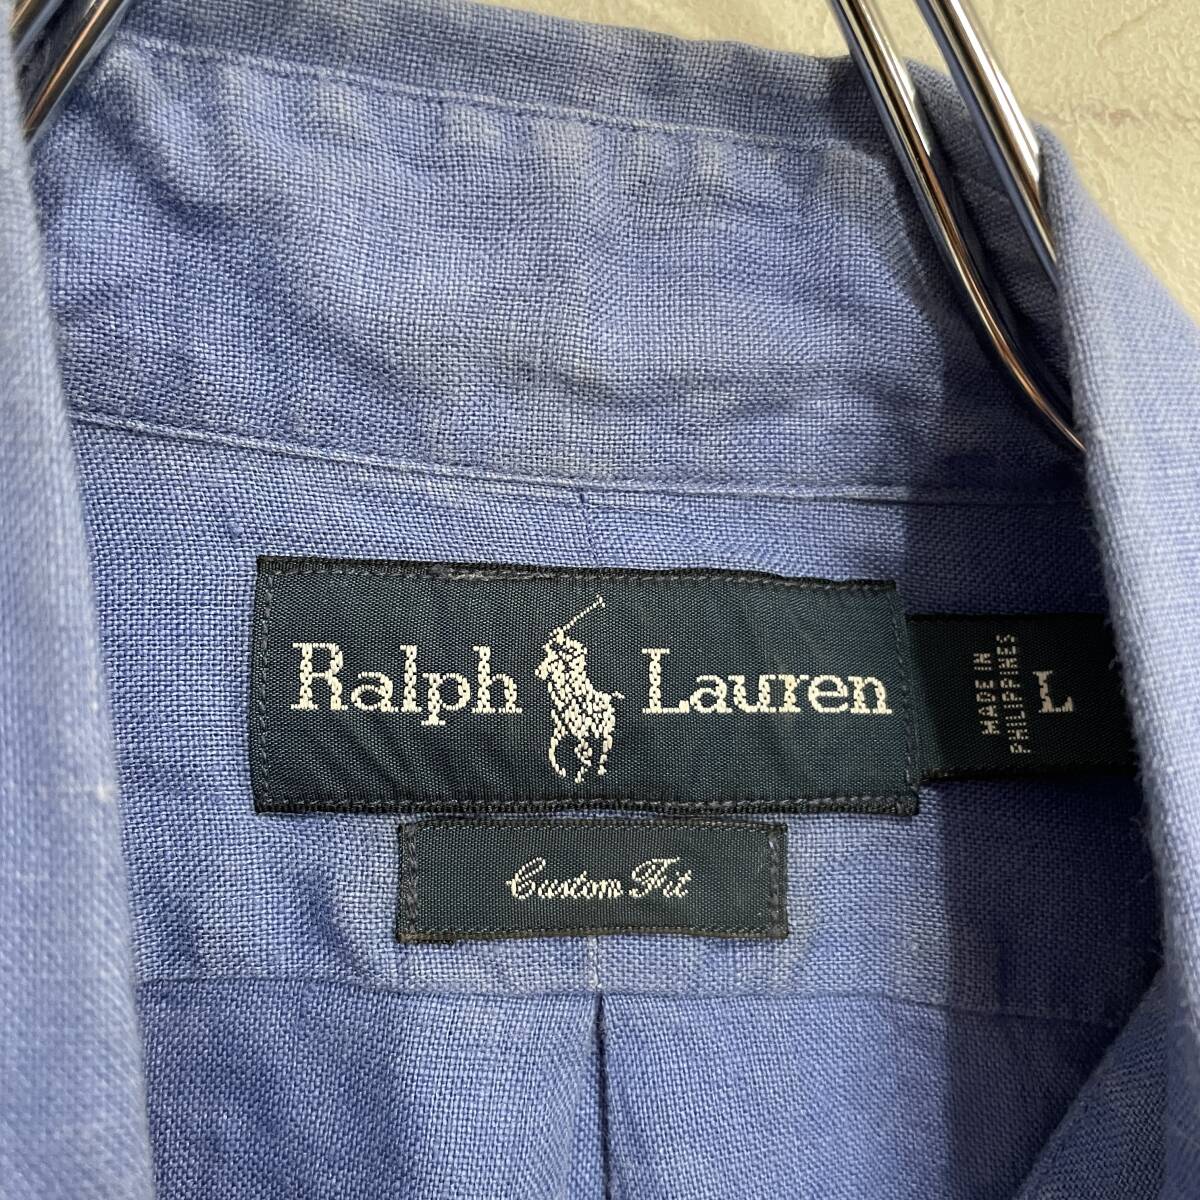 Ralph Lauren
MADE IN
PHILIPPINES
L
Custom Fit